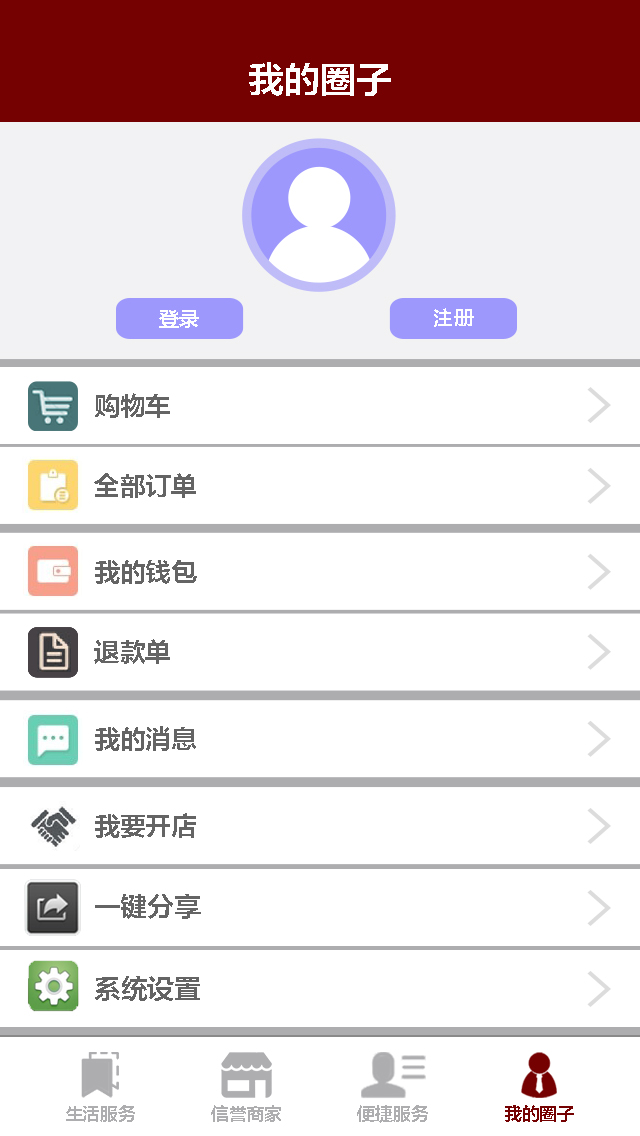 我的圈子
登录
注册
购物车
全部订单
我的钱包
退款单
我的消息
我要开店
一键分享
系统设置
生活服务
信誉商家
便捷服务
我的圈子